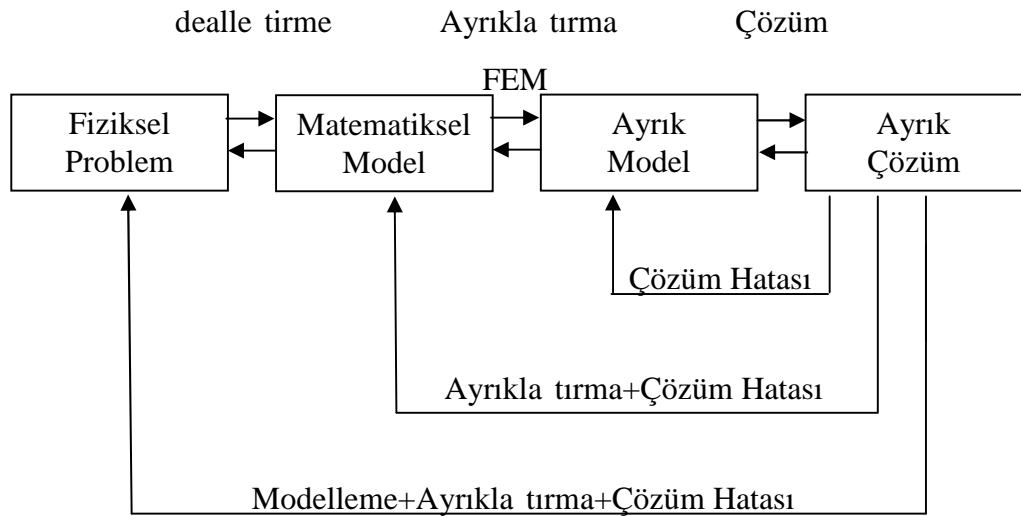 dealle tirme Ayrıkla tırma Çözüm
FEM
Fiziksel Problem
Matematiksel Model
Ayrık Model
Ayrık Çözüm
Çözüm Hatası
Ayrıkla tırma+Çözüm Hatası
Modelleme+Ayrıkla tırma+Çözüm Hatası